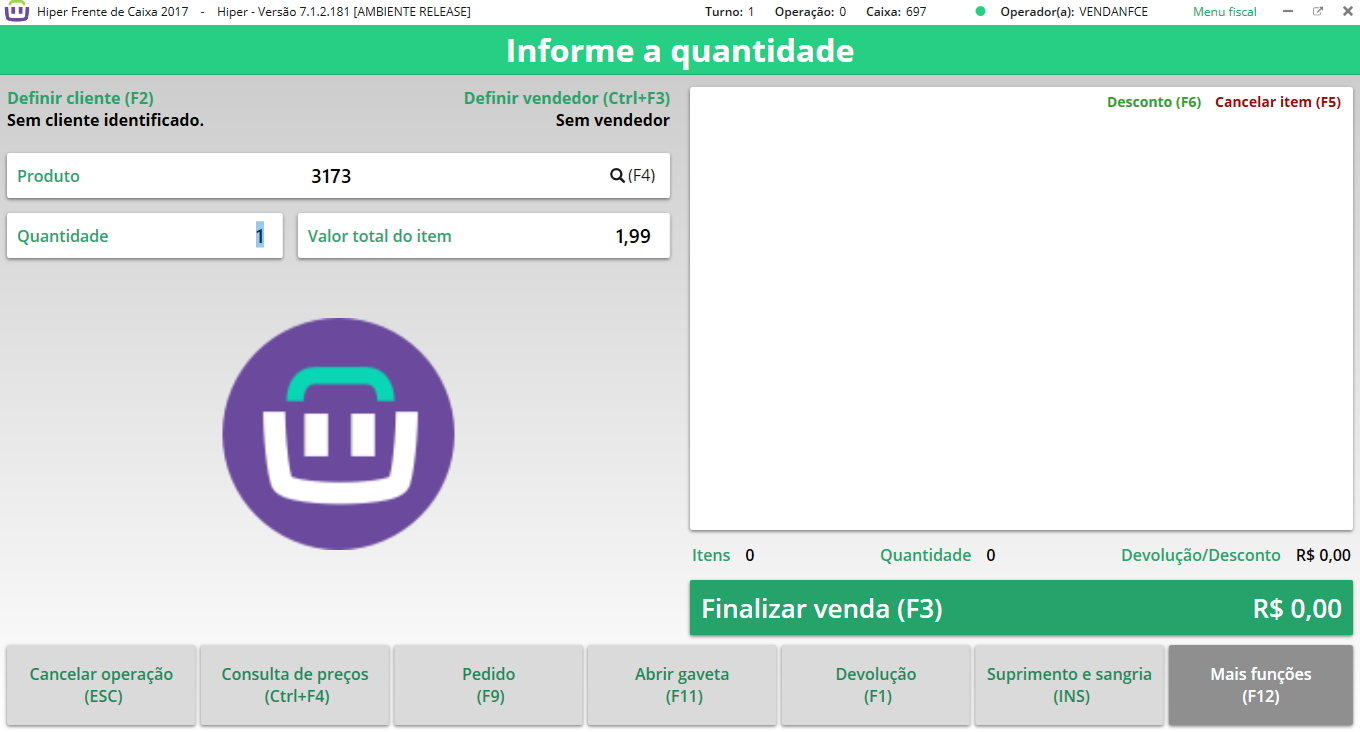 Hiper Frente de Caixa 2017 - Hiper - Versão 7.1.2.181 [AMBIENTE RELEASE] Turno: 1 Operação: 0 Caixa: 697 Operador(a): VENDANFCE Menu fiscal
Informe a quantidade
Definir cliente (F2) Definir vendedor (Ctrl+F3)
Sem cliente identificado. Sem vendedor
Desconto (F6) Cancelar item (F5)
Produto 3173 (F4)
Quantidade 1 Valor total do item 1,99
Itens 0 Quantidade 0 Devolução/Desconto R$ 0,00
Finalizar venda (F3) R$ 0,00
Cancelar operação
(ESC)
Consulta de preços
(Ctrl+F4)
Pedido
(F9)
Abrir gaveta
(F11)
Devolução
(F1)
Suprimento e sangria
(INS)
Mais funções
(F12)